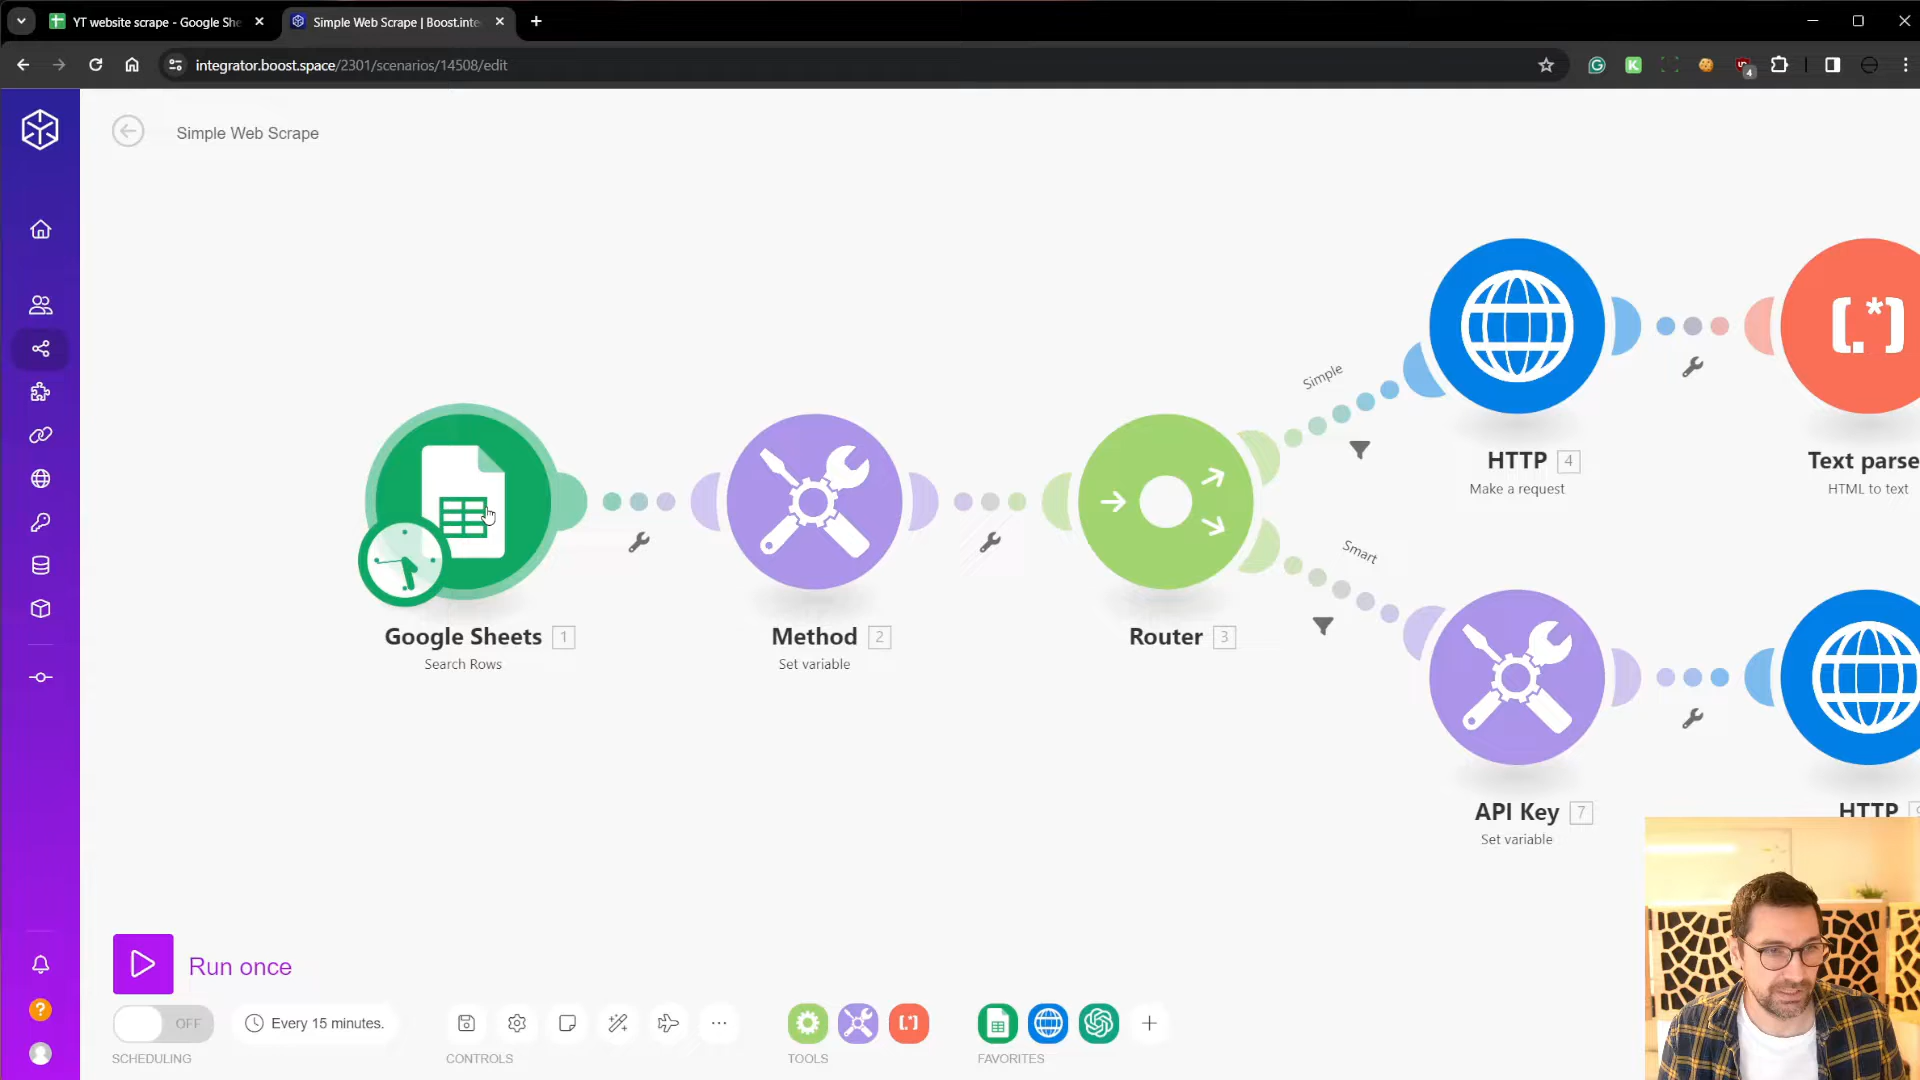 YT website scrape - Google She
Simple Web Scrape | Boost.inte
integrator.boost.space/2301/scenarios/14508/edit
4
Simple Web Scrape
Simple
HTTP 4
Make a request
Text parse
HTML to text
Smart
Google Sheets 1
Search Rows
Method 2
Set variable
Router 3
API Key 7
Set variable
HTTP
Run once
OFF
Every 15 minutes.
SCHEDULING
CONTROLS
TOOLS
FAVORITES